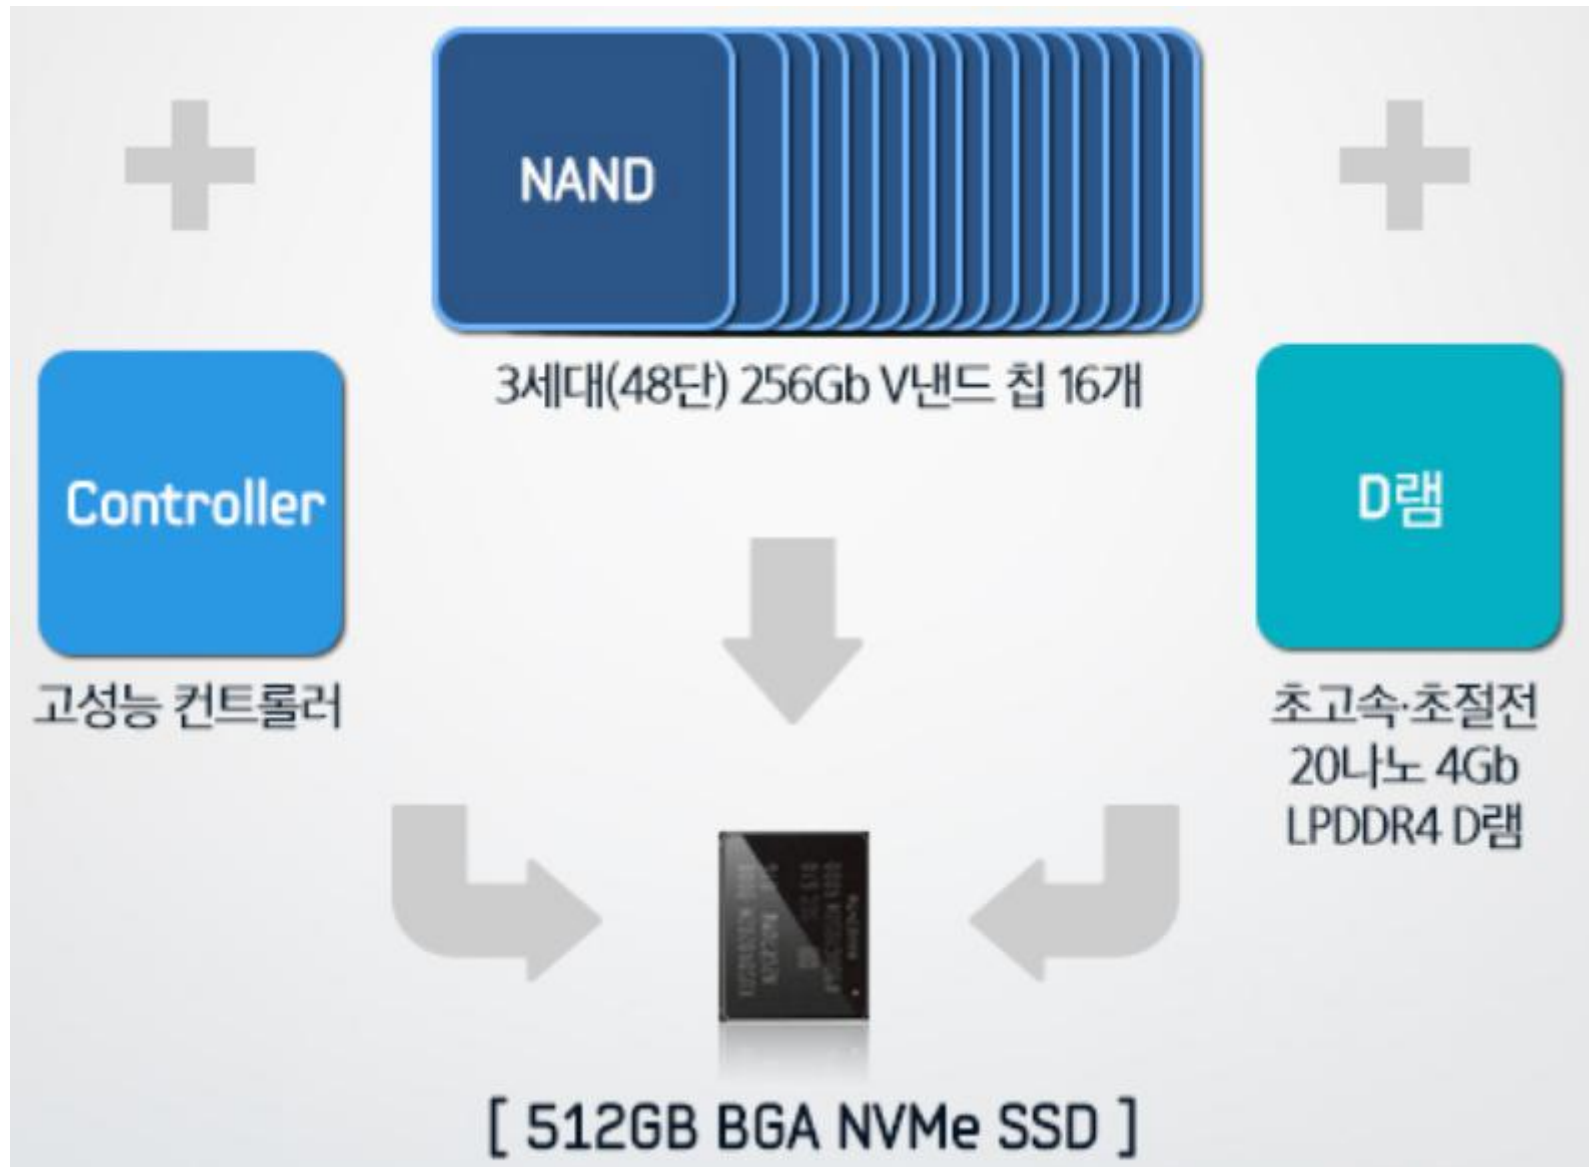 NAND
3세대(48단) 256Gb V낸드 칩 16개
Controller
고성능 컨트롤러
D램
초고속·초절전
20나노 4Gb
LPDDR4 D램
[ 512GB BGA NVMe SSD ]